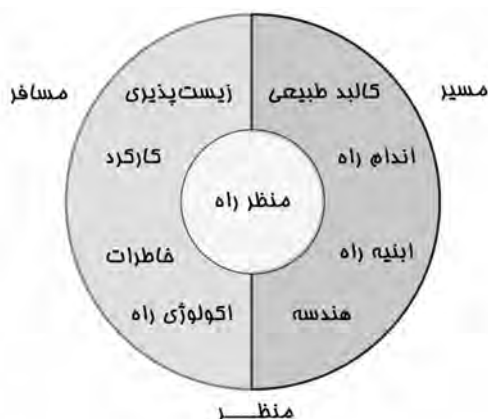 مسیر
کالبد طبیعی
زیست‌پذیری
مسافر
اندام راه
کارکرد
منظر راه
ابنیه راه
خاطرات
هندسه
اکولوژی راه
منظـــر